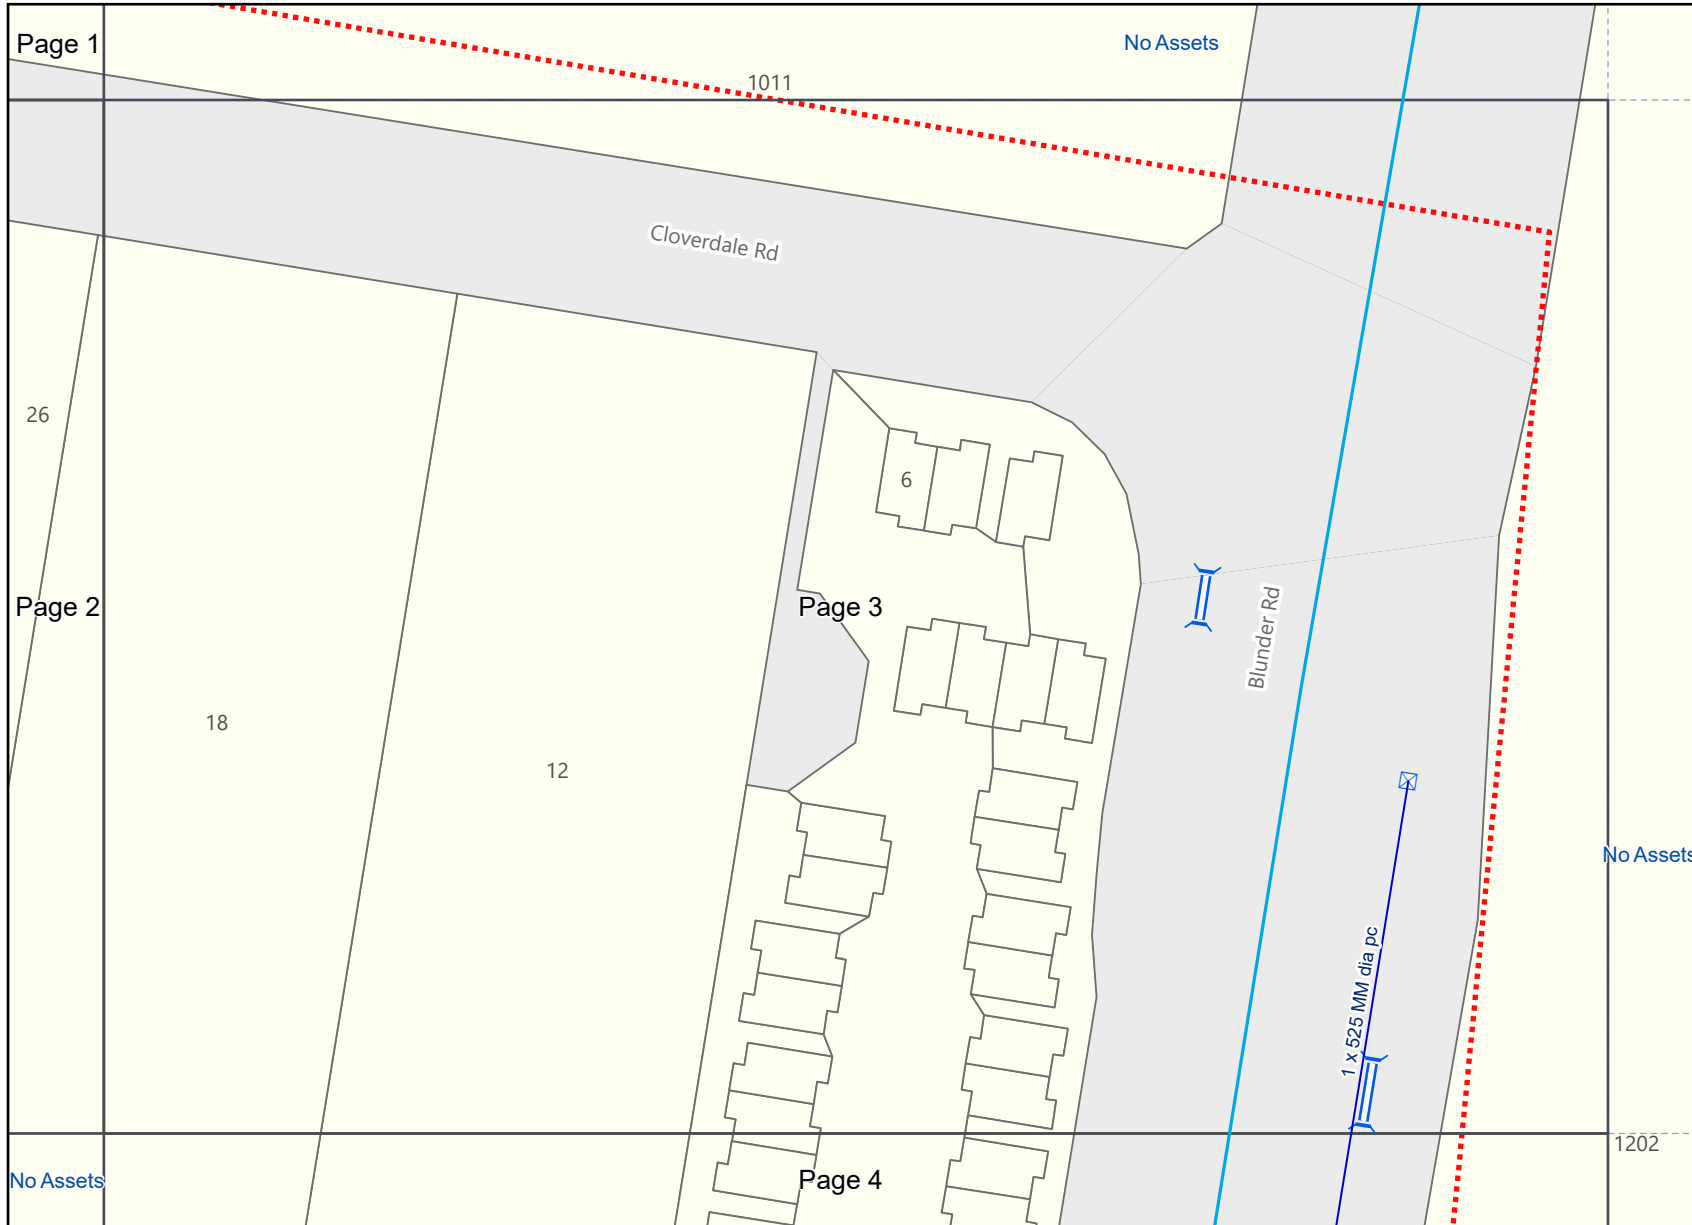 Page 1
No Assets
1011
Cloverdale Rd
26
6
Page 2
Page 3
Blunder Rd
18
12
No Assets
1 x 525 MM dia pc
1202
No Assets
Page 4